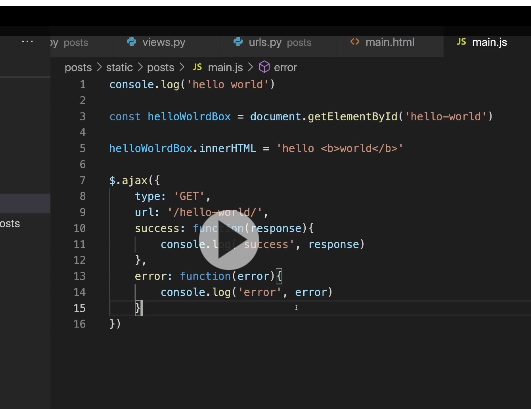 ... py posts views.py urls.py posts <> main.html JS main.js
posts > static > posts > JS main.js > error
1 console.log('hello world')
2
3 const helloWolrdBox = document.getElementById('hello-world')
4
5 helloWolrdBox.innerHTML = 'hello <b>world</b>'
6
7 $.ajax({
8 type: 'GET',
9 url: '/hello-world/',
10 success: function(response){
11 console.log('success', response)
12 },
13 error: function(error){
14 console.log('error', error)
15 }
16 })
osts